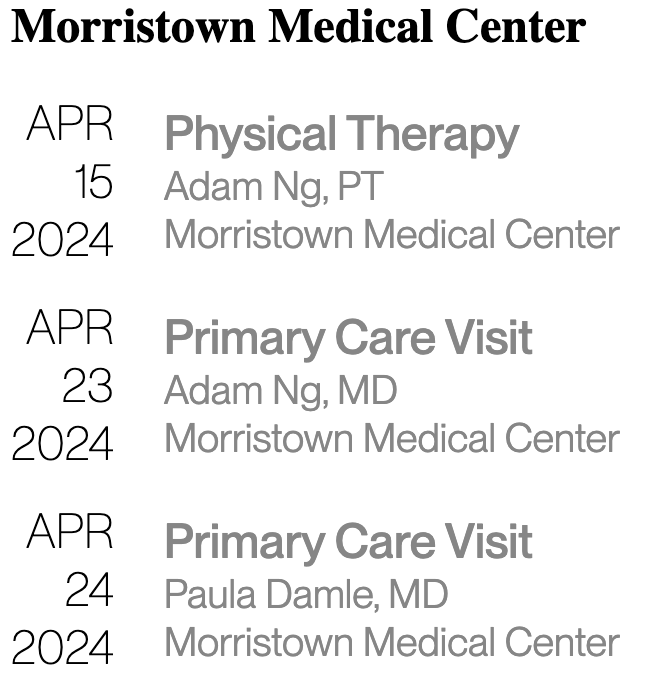 Morristown Medical Center
APR
15
2024
Physical Therapy
Adam Ng, PT
Morristown Medical Center
APR
23
2024
Primary Care Visit
Adam Ng, MD
Morristown Medical Center
APR
24
2024
Primary Care Visit
Paula Damle, MD
Morristown Medical Center